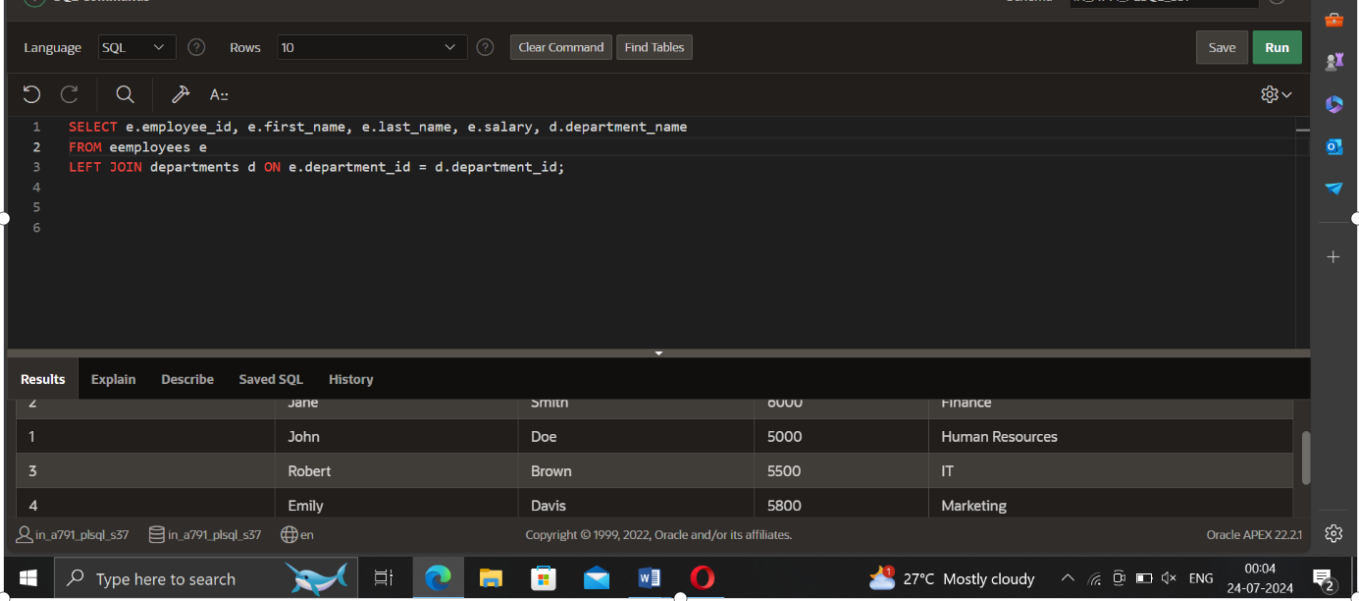 Language SQL Rows 10 Clear Command Find Tables Save Run
A::
1 SELECT e.employee_id, e.first_name, e.last_name, e.salary, d.department_name
2 FROM eemployees e
3 LEFT JOIN departments d ON e.department_id = d.department_id;
4
5
6
Results Explain Describe Saved SQL History
2 Jane Smith 6000 Finance
1 John Doe 5000 Human Resources
3 Robert Brown 5500 IT
4 Emily Davis 5800 Marketing
in_a791_plsql_s37 in_a791_plsql_s37 en Copyright © 1999, 2022, Oracle and/or its affiliates. Oracle APEX 22.2.1
Type here to search 1 27°C Mostly cloudy ENG 00:04
24-07-2024 2